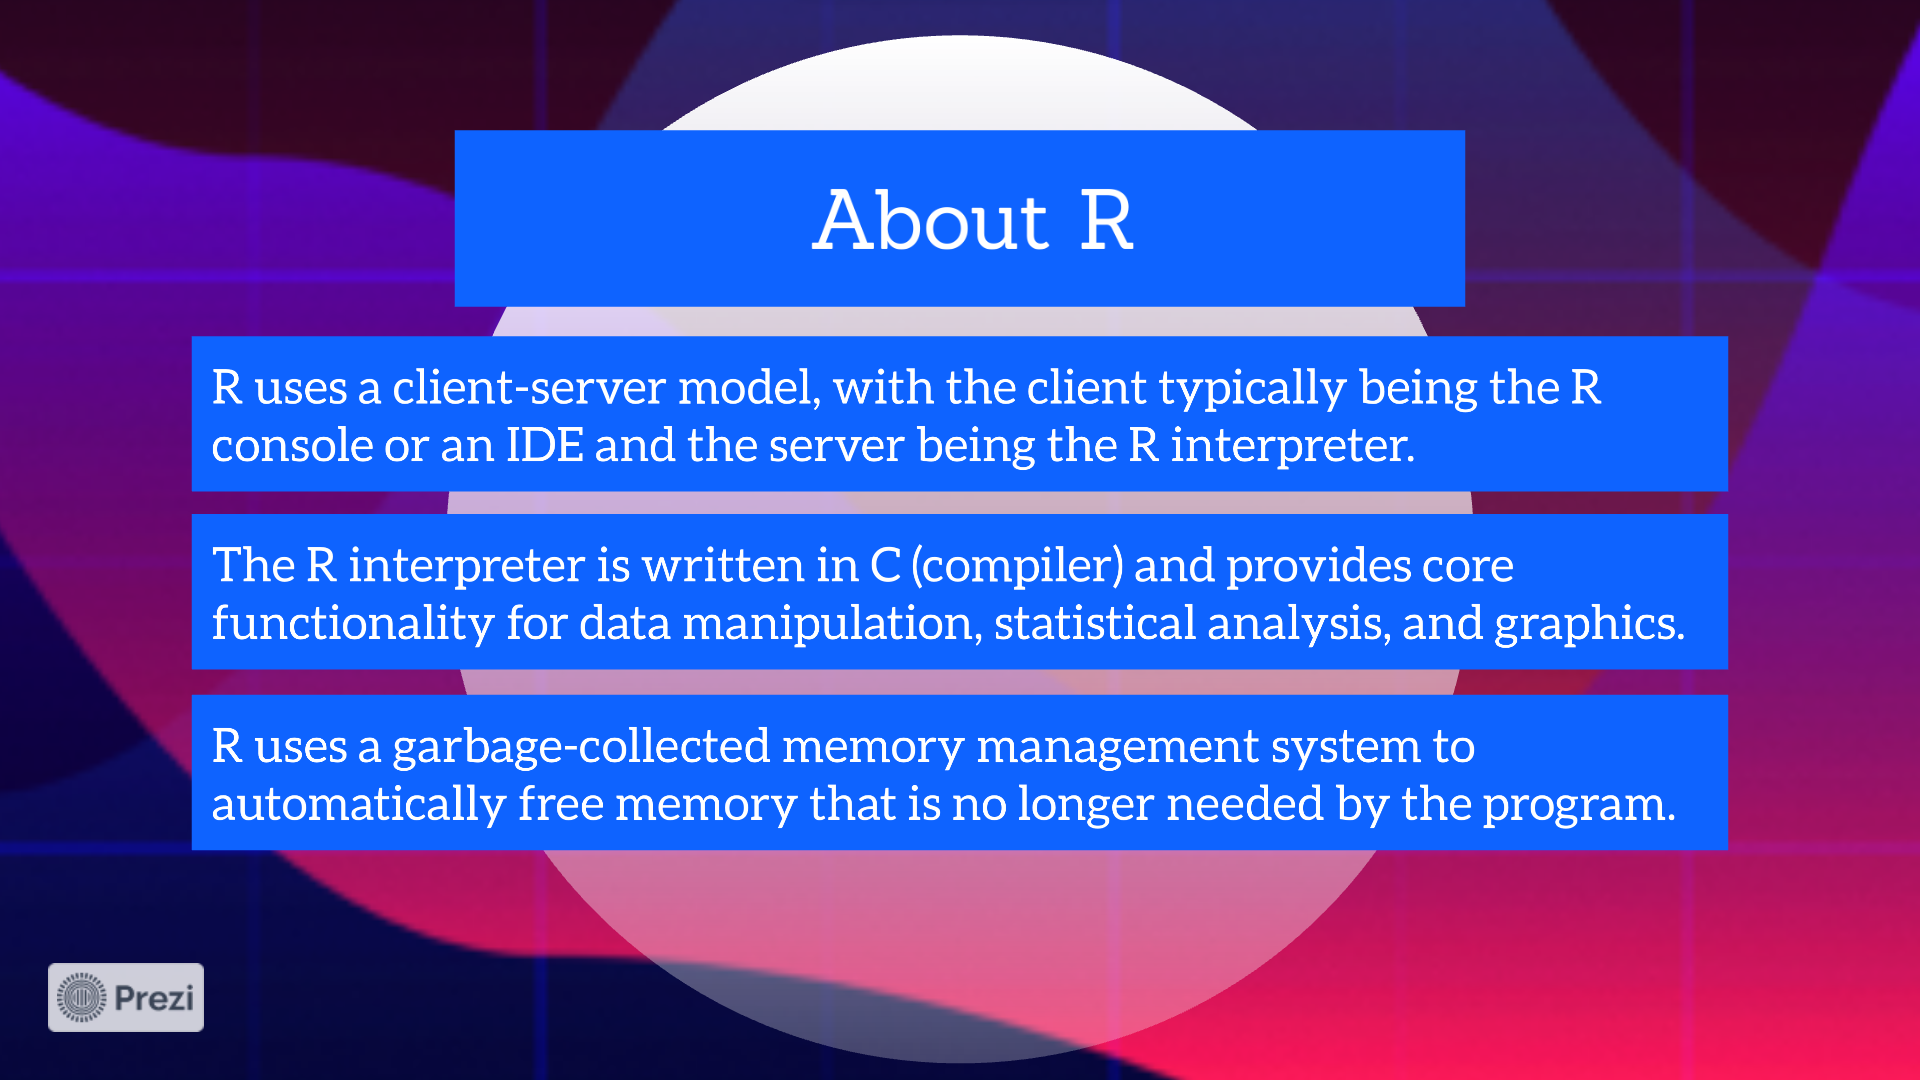 About R
R uses a client-server model, with the client typically being the R
console or an IDE and the server being the R interpreter.
The R interpreter is written in C (compiler) and provides core
functionality for data manipulation, statistical analysis, and graphics.
R uses a garbage-collected memory management system to
automatically free memory that is no longer needed by the program.
Prezi